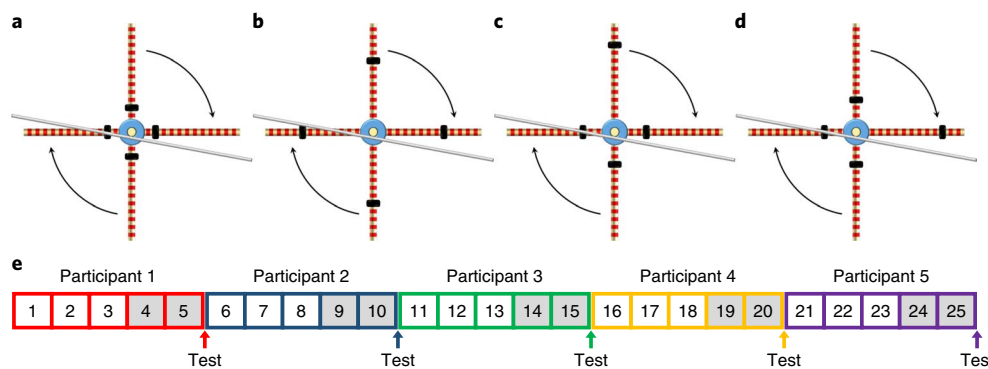 a b c d
e
Participant 1 Participant 2 Participant 3 Participant 4 Participant 5
1 2 3 4 5 6 7 8 9 10 11 12 13 14 15 16 17 18 19 20 21 22 23 24 25
Test Test Test Test Test